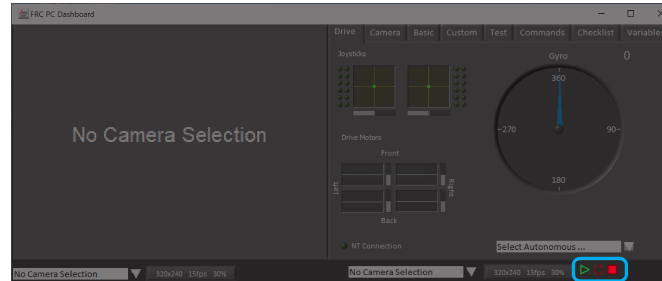 FRC PC Dashboard
Drive Camera Basic Custom Test Commands Checklist Variables
No Camera Selection
Joysticks
Gyro 0
360
-270 90-
180
Drive Motors
Front
Left
Right
Back
NT Connection
Select Autonomous ...
No Camera Selection 320x240 15fps 30%
No Camera Selection 320x240 15fps 30%